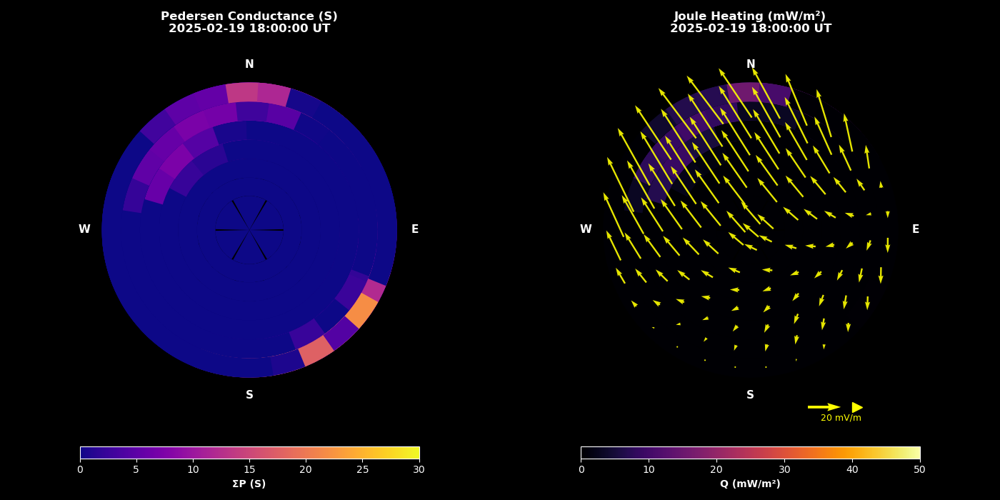 Pedersen Conductance (S)
2025-02-19 18:00:00 UT
N
W
E
S
0 5 10 15 20 25 30
ΣP (S)
Joule Heating (mW/m²)
2025-02-19 18:00:00 UT
N
W
E
S
20 mV/m
0 10 20 30 40 50
Q (mW/m²)